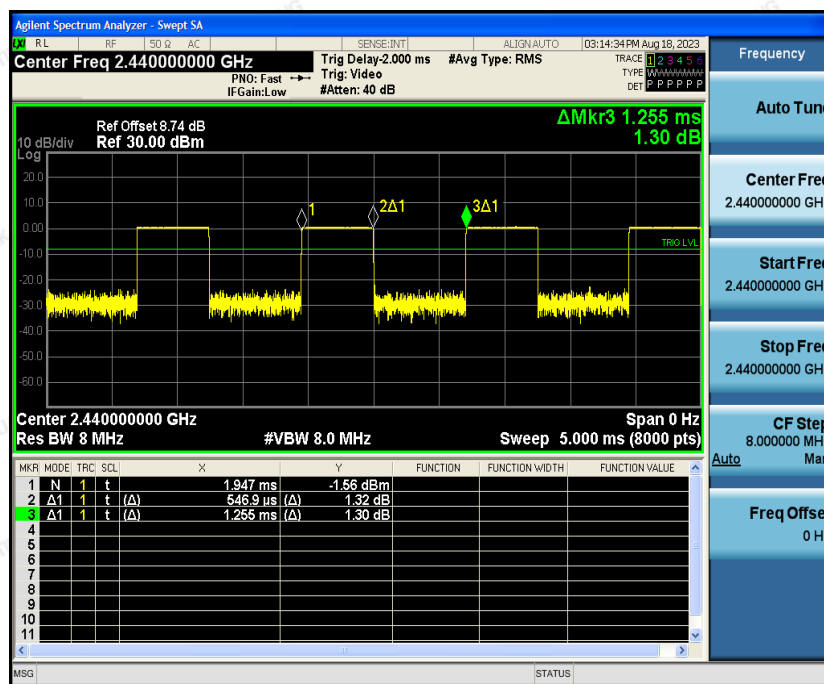 Agilent Spectrum Analyzer - Swept SA
LXI RL RF 50 Ω AC SENSE:INT ALIGN AUTO 03:14:34 PM Aug 18, 2023
Center Freq 2.440000000 GHz
PNO: Fast
IFGain:Low
Trig Delay-2.000 ms
Trig: Video
#Atten: 40 dB
#Avg Type: RMS
TRACE 1 2 3 4 5 6
TYPE
DET P P P P P P
ΔMkr3 1.255 ms
1.30 dB
Ref Offset 8.74 dB
Ref 30.00 dBm
10 dB/div
Log
20.0
10.0
0.00
-10.0
-20.0
-30.0
-40.0
-50.0
-60.0
1
2Δ1
3Δ1
TRIG LVL
Center 2.440000000 GHz Span 0 Hz
Res BW 8 MHz #VBW 8.0 MHz Sweep 5.000 ms (8000 pts)
MKR MODE TRC SCL X Y FUNCTION FUNCTION WIDTH FUNCTION VALUE
1 N 1 t 1.947 ms -1.56 dBm
2 Δ1 1 t (Δ) 546.9 µs (Δ) 1.32 dB
3 Δ1 1 t (Δ) 1.255 ms (Δ) 1.30 dB
4
5
6
7
8
9
10
11
MSG STATUS
Frequency
Auto Tun
Center Fre
2.440000000 GH
Start Fre
2.440000000 GH
Stop Fre
2.440000000 GH
CF Step
8.000000 MH
Auto Ma
Freq Offse
0 H